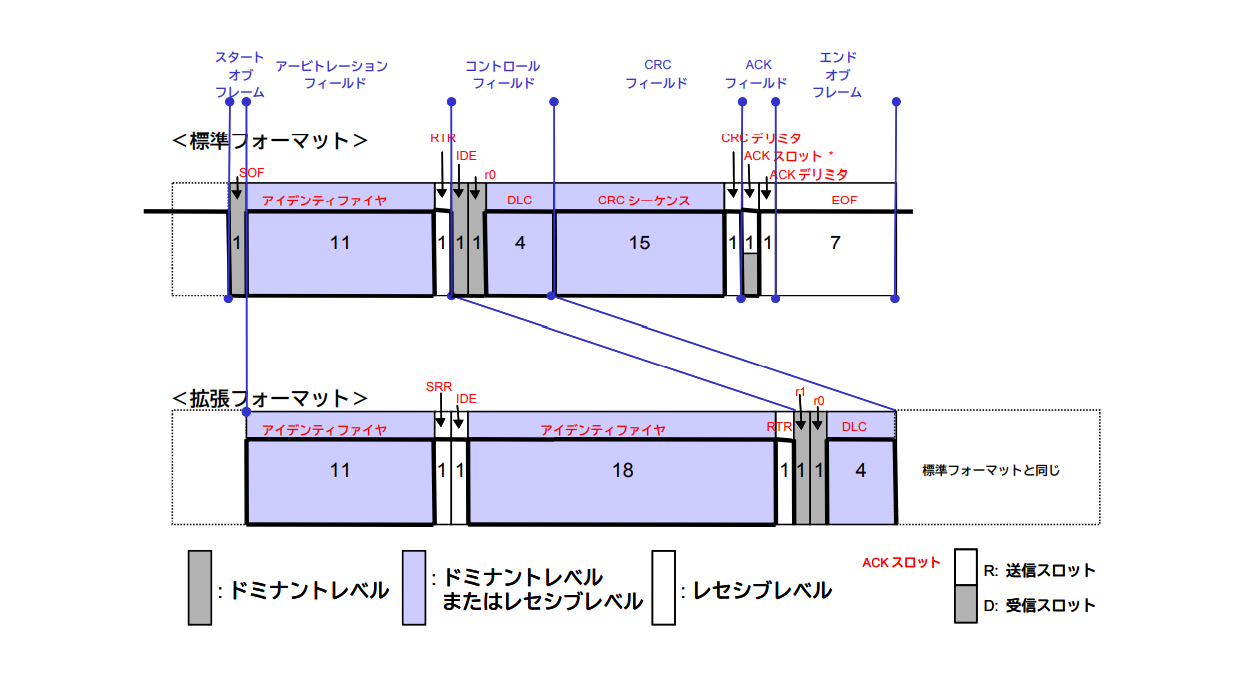 スタート
オブ
フレーム
アービトレーション
フィールド
コントロール
フィールド
CRC
フィールド
ACK
フィールド
エンド
オブ
フレーム
<標準フォーマット>
SOF
RTR
IDE
r0
CRC デリミタ
ACK スロット *
ACK デリミタ
アイデンティファイヤ
DLC
CRC シーケンス
EOF
1
11
1
1
1
4
15
1
1
1
7
<拡張フォーマット>
SRR
IDE
r1
r0
アイデンティファイヤ
アイデンティファイヤ
RTR
DLC
11
1
1
18
1
1
1
4
標準フォーマットと同じ
: ドミナントレベル
: ドミナントレベル
またはレセシブレベル
: レセシブレベル
ACK スロット
R: 送信スロット
D: 受信スロット